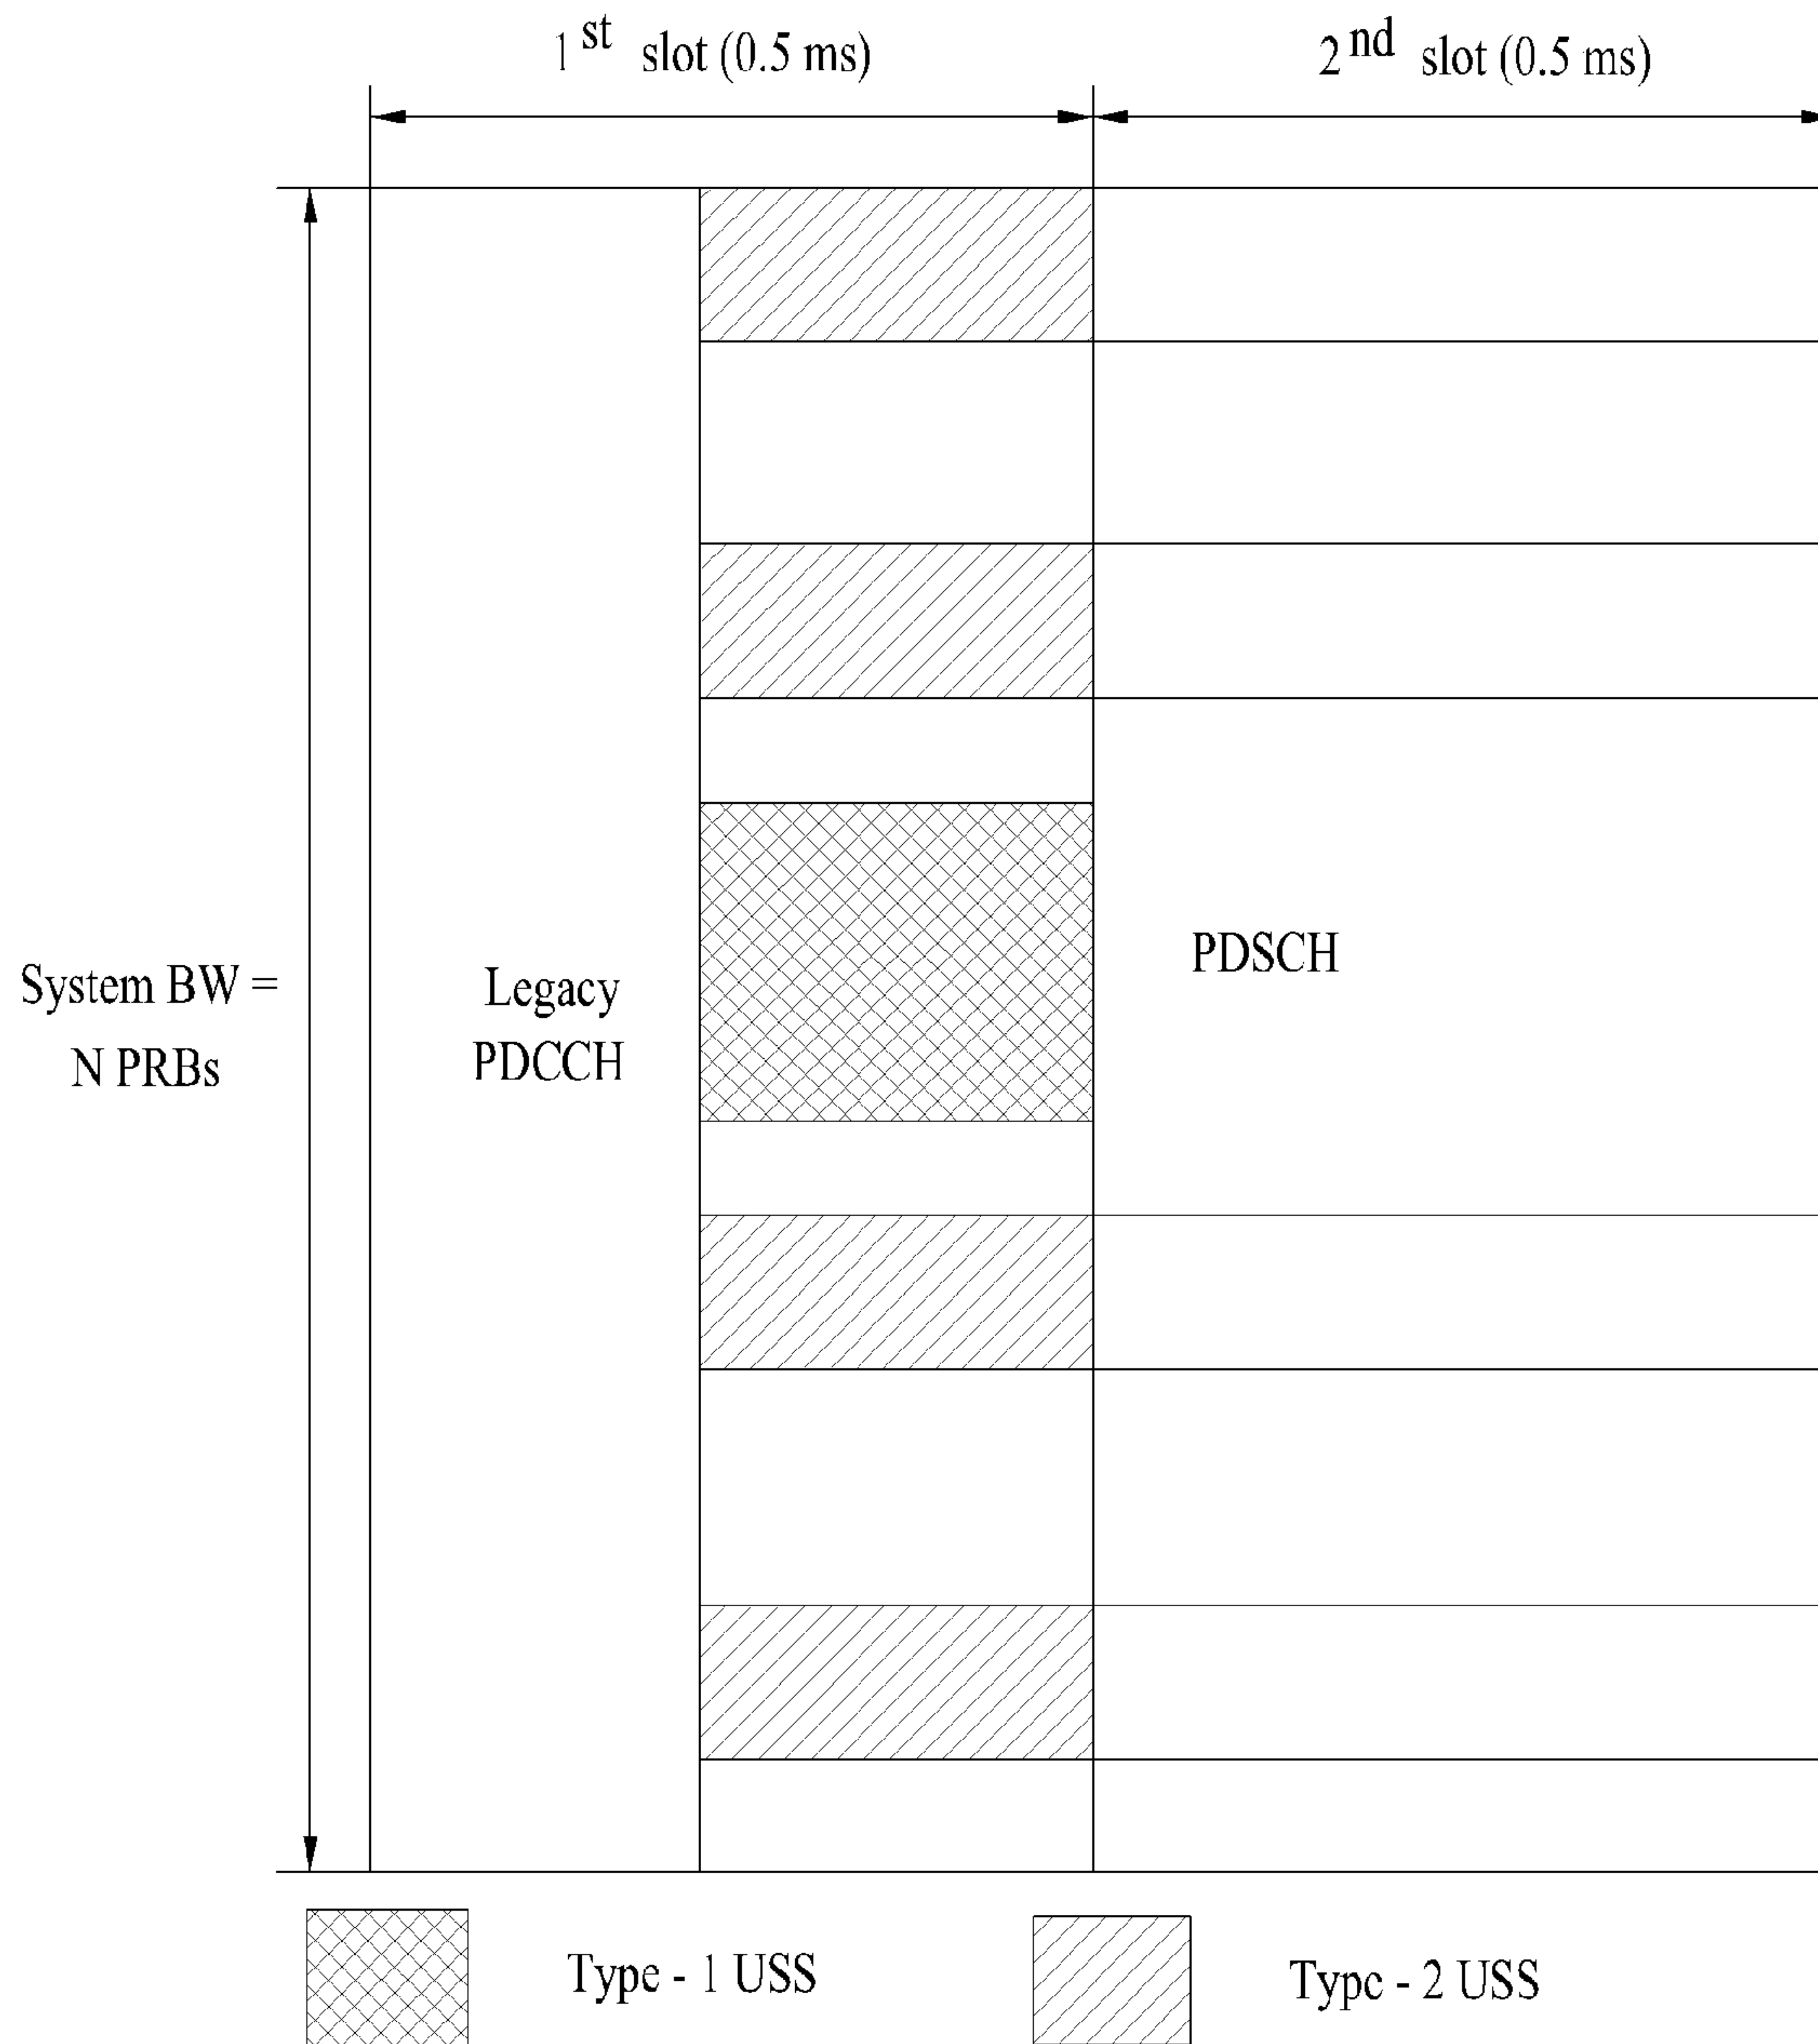 1st slot (0.5 ms)
2nd slot (0.5 ms)
System BW =
N PRBs
Legacy
PDCCH
PDSCH
Type - 1 USS
Type - 2 USS